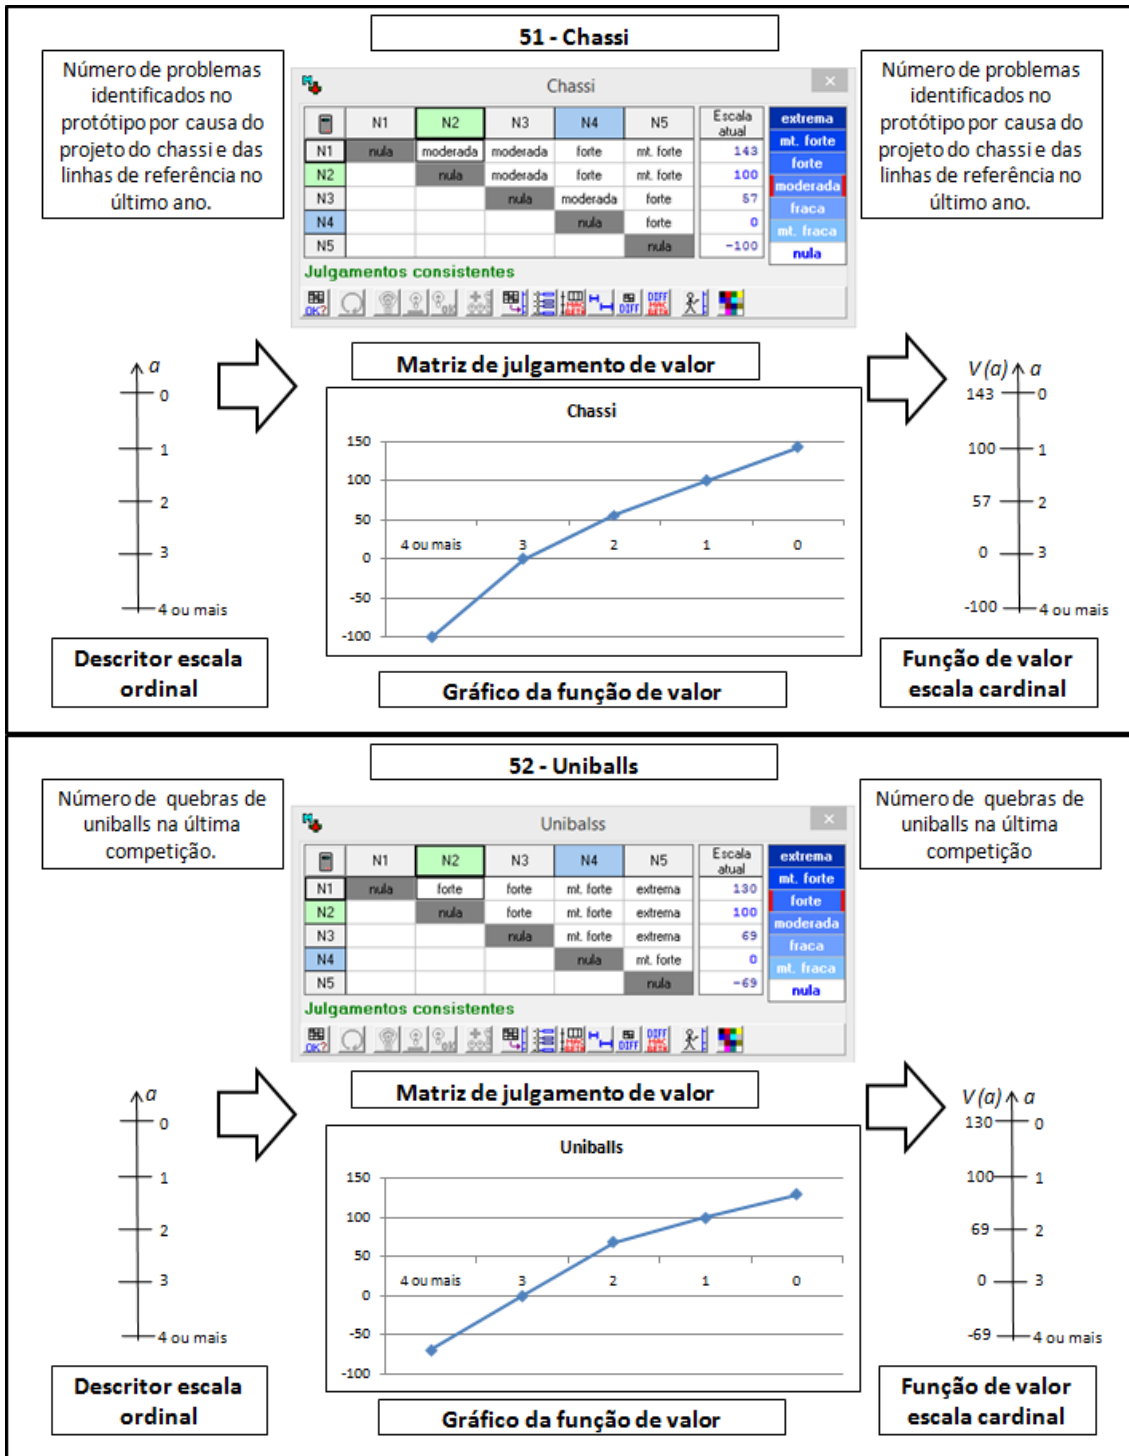 51 - Chassi
Número de problemas
identificados no
protótipo por causa do
projeto do chassi e das
linhas de referência no
último ano.
Chassi
N1 N2 N3 N4 N5 Escala atual
N1 nula moderada moderada forte mt. forte 143
N2 nula moderada forte mt. forte 100
N3 nula moderada forte 57
N4 nula forte 0
N5 nula -100
Julgamentos consistentes
extrema
mt. forte
forte
moderada
fraca
mt. fraca
nula
Número de problemas
identificados no
protótipo por causa do
projeto do chassi e das
linhas de referência no
último ano.
OK? ok DIFF DIFF
Matriz de julgamento de valor
a
0
1
2
3
4 ou mais
Descritor escala
ordinal
Chassi
150
100
50
0
-50
-100
4 ou mais 3 2 1 0
Gráfico da função de valor
V(a) a
143 0
100 1
57 2
0 3
-100 4 ou mais
Função de valor
escala cardinal
52 - Uniballs
Número de quebras de
uniballs na última
competição.
Unibalss
N1 N2 N3 N4 N5 Escala atual
N1 nula forte forte mt. forte extrema 130
N2 nula forte mt. forte extrema 100
N3 nula mt. forte extrema 69
N4 nula mt. forte 0
N5 nula -69
Julgamentos consistentes
extrema
mt. forte
forte
moderada
fraca
mt. fraca
nula
Número de quebras de
uniballs na última
competição
OK? ok DIFF DIFF
Matriz de julgamento de valor
a
0
1
2
3
4 ou mais
Descritor escala
ordinal
Uniballs
150
100
50
0
-50
-100
4 ou mais 3 2 1 0
Gráfico da função de valor
V(a) a
130 0
100 1
69 2
0 3
-69 4 ou mais
Função de valor
escala cardinal